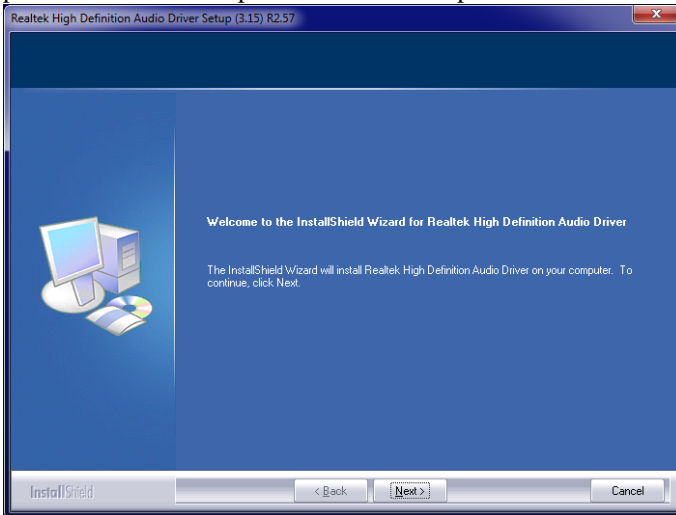 Realtek High Definition Audio Driver Setup (3.15) R2.57
Welcome to the InstallShield Wizard for Realtek High Definition Audio Driver
The InstallShield Wizard will install Realtek High Definition Audio Driver on your computer. To
continue, click Next.
InstallShield
< Back
Next >
Cancel